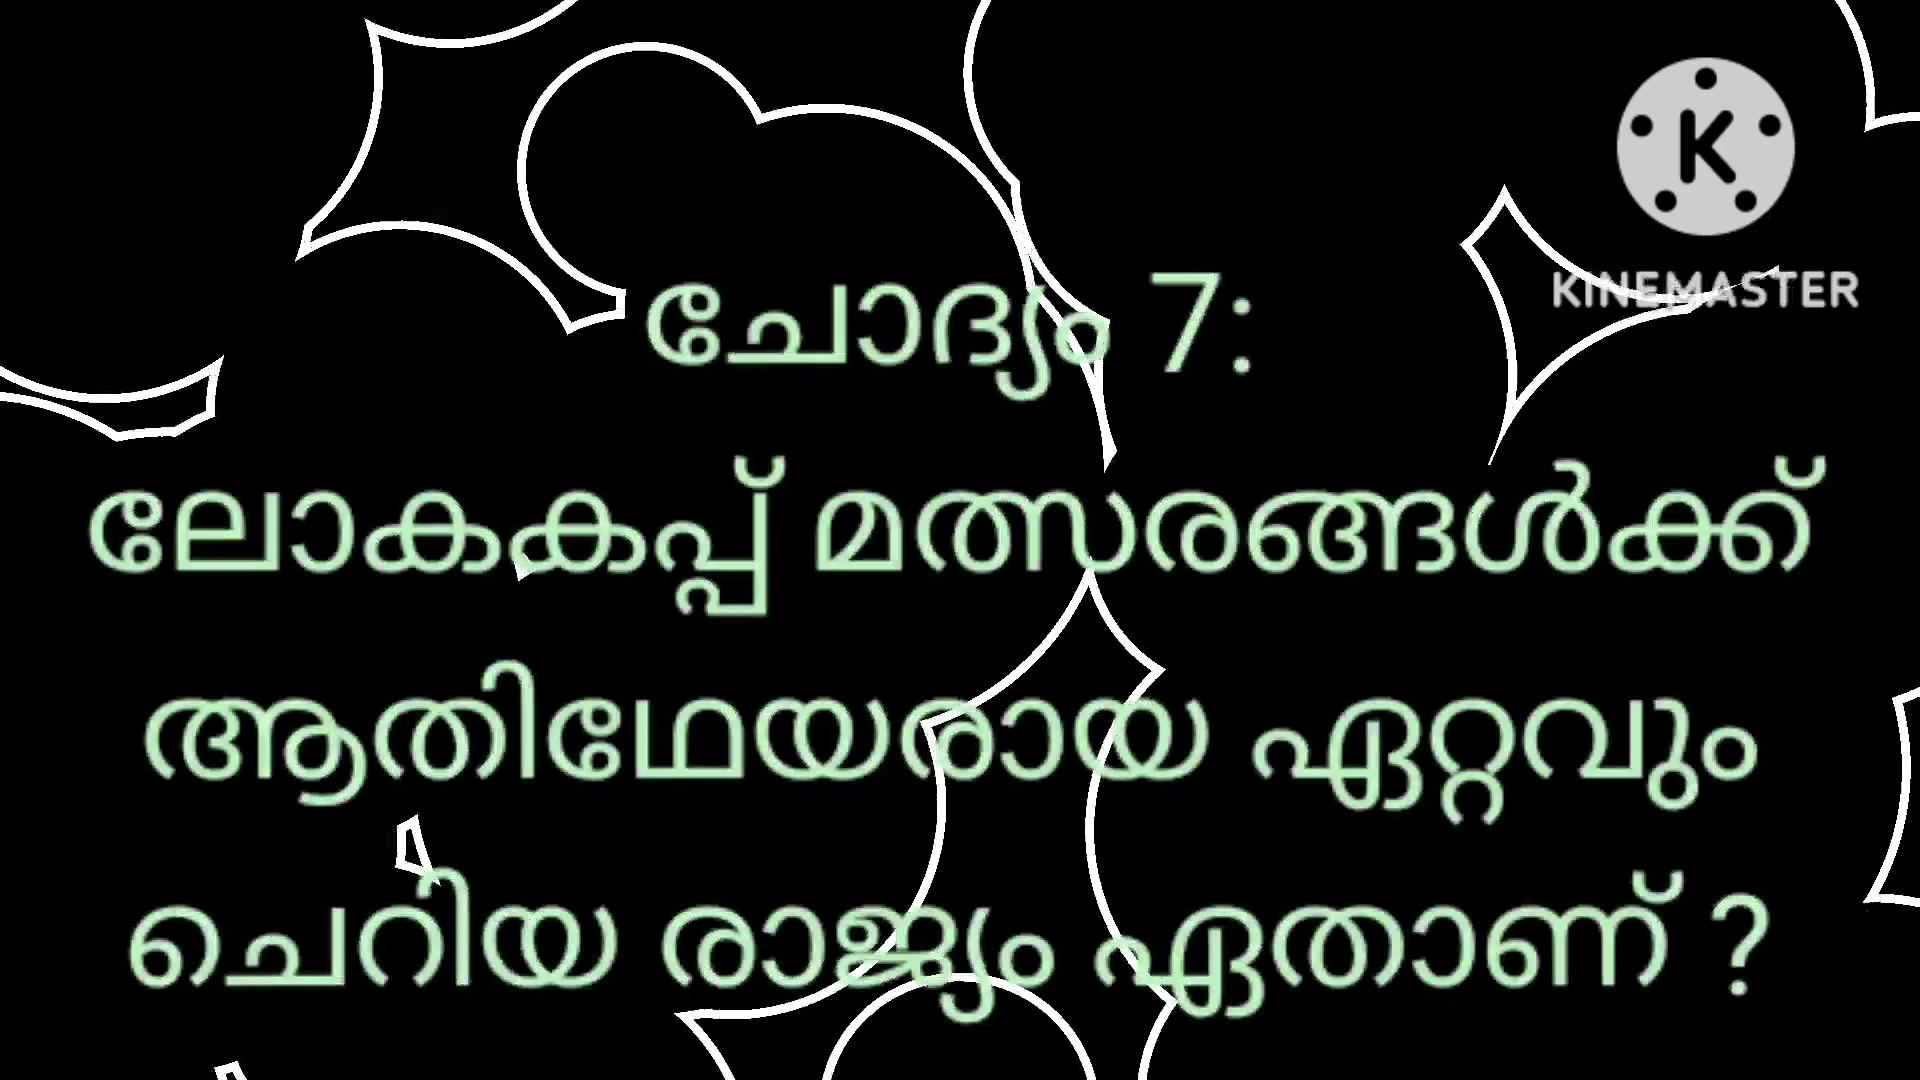 KINEMASTER
ചോദ്യം 7:
ലോകകപ്പ് മത്സരങ്ങൾക്ക്
ആതിഥേയരായ ഏറ്റവും
ചെറിയ രാജ്യം ഏതാണ് ?